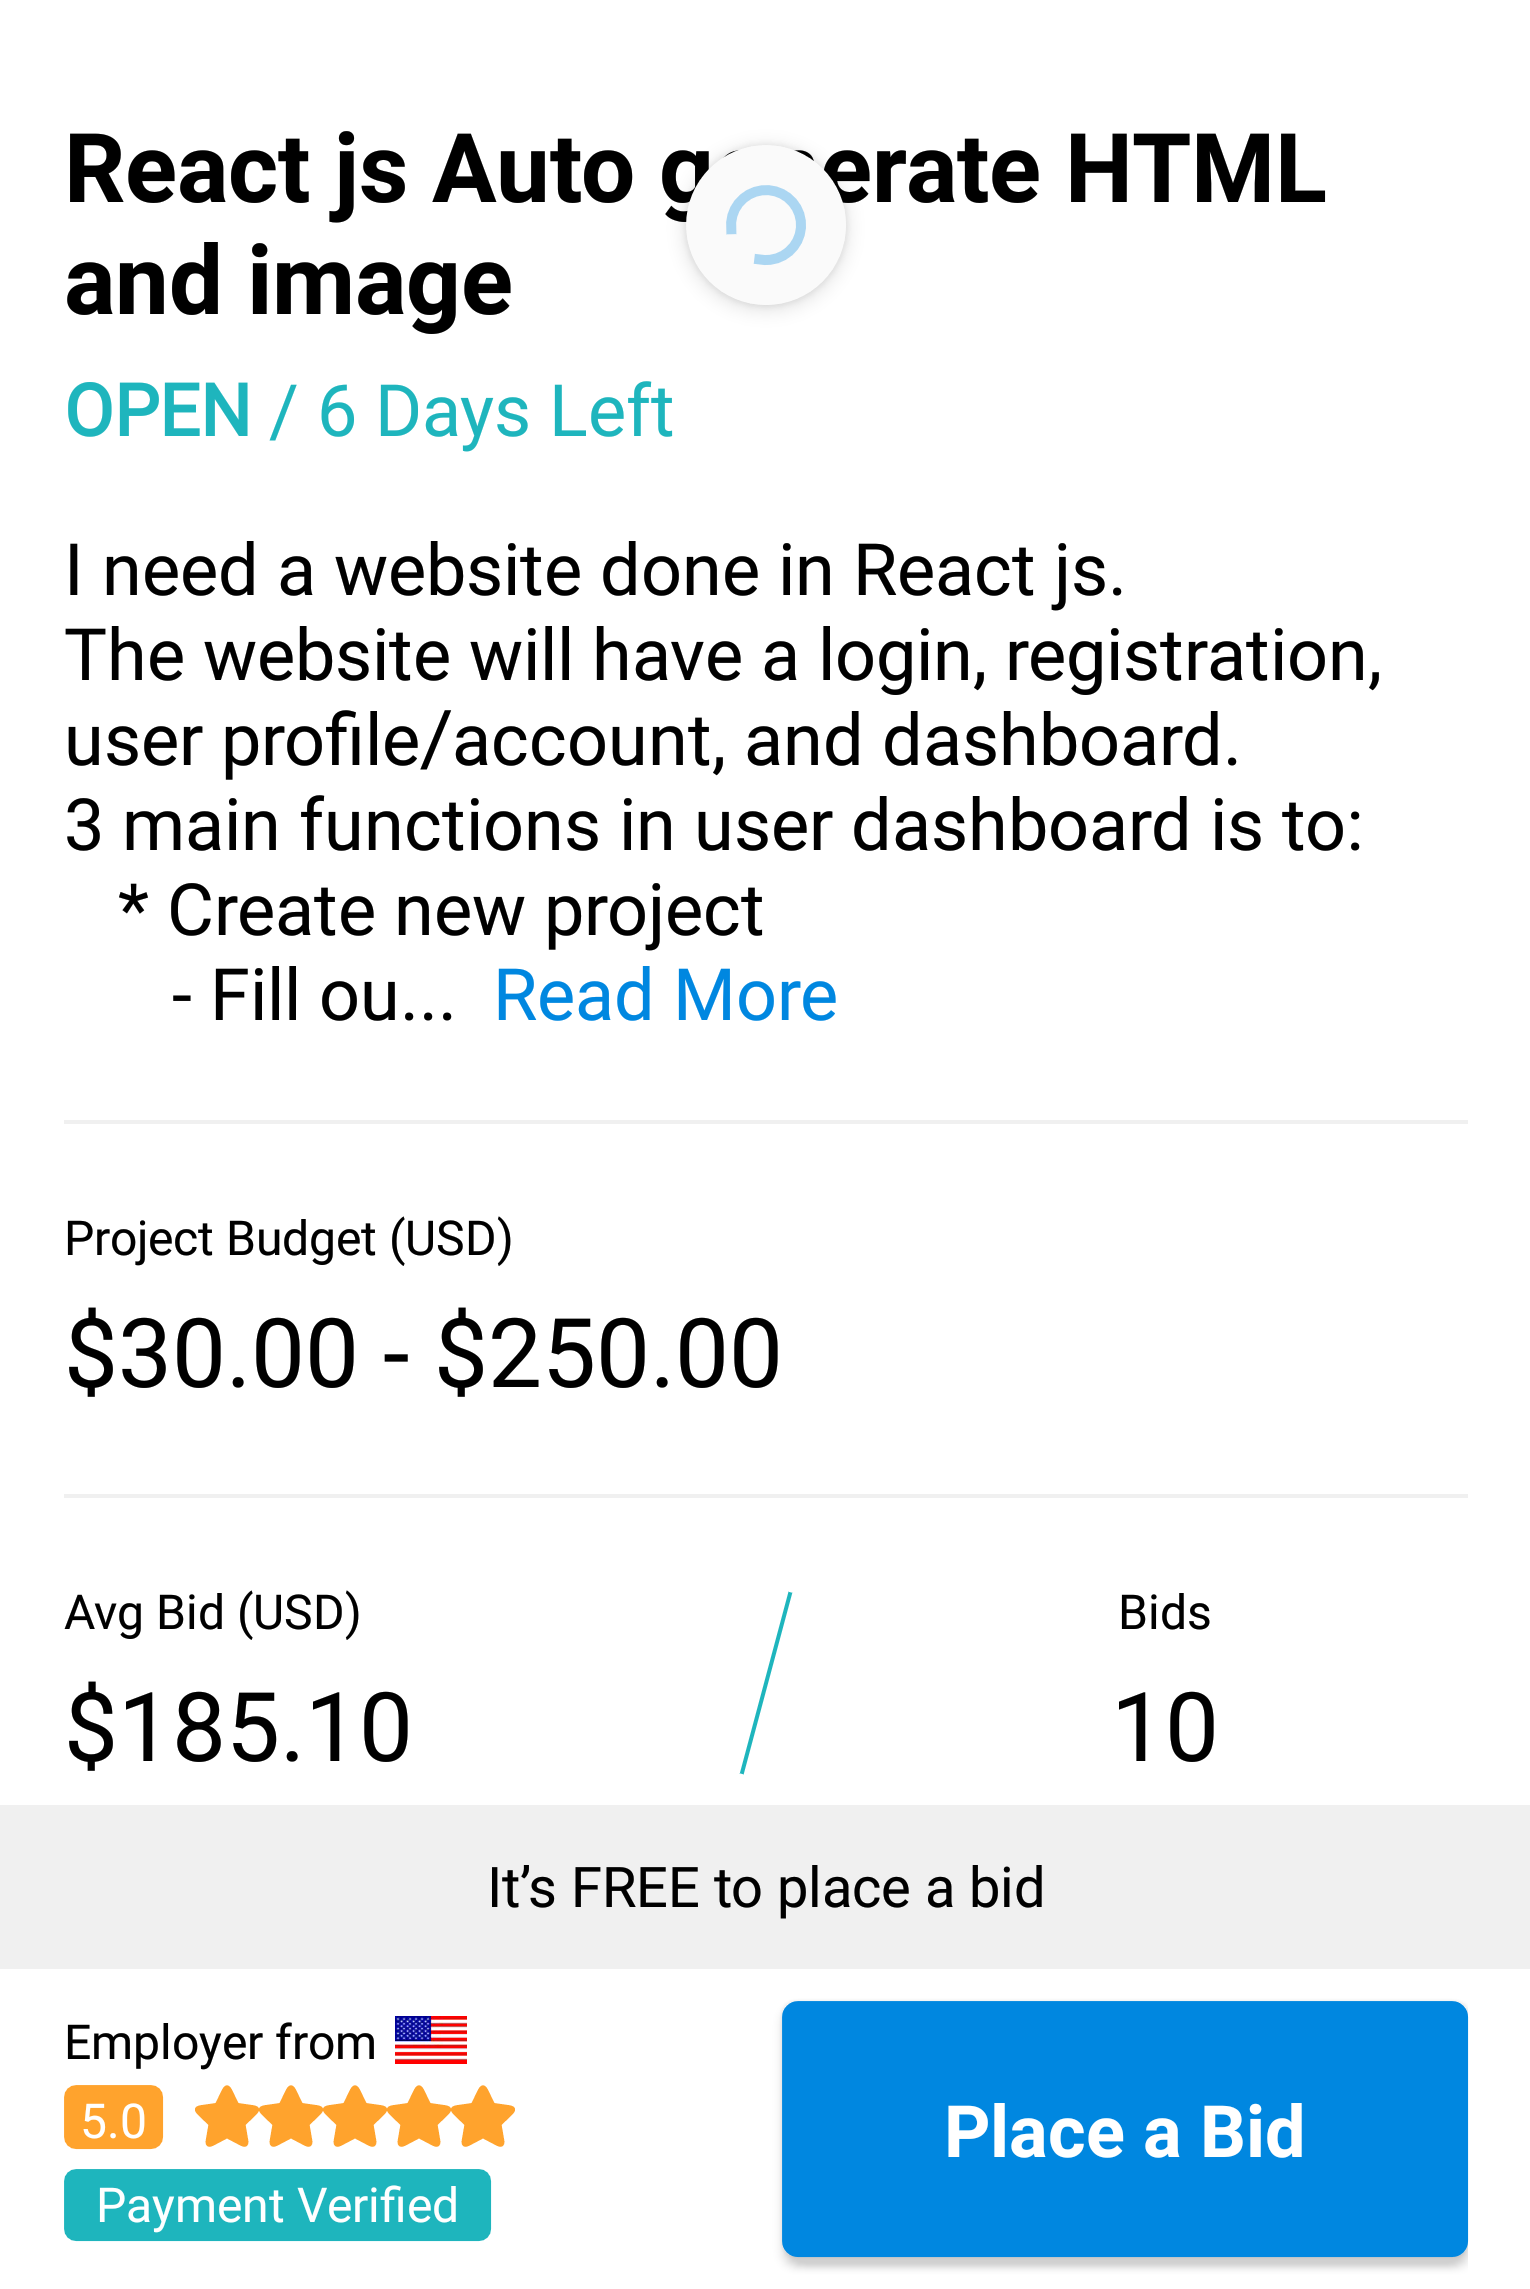 React js Auto generate HTML
and image
OPEN / 6 Days Left
I need a website done in React js.
The website will have a login, registration,
user profile/account, and dashboard.
3 main functions in user dashboard is to:
* Create new project
- Fill ou... Read More
Project Budget (USD)
$30.00 - $250.00
Avg Bid (USD)
Bids
$185.10
10
It's FREE to place a bid
Employer from
5.0
Payment Verified
Place a Bid